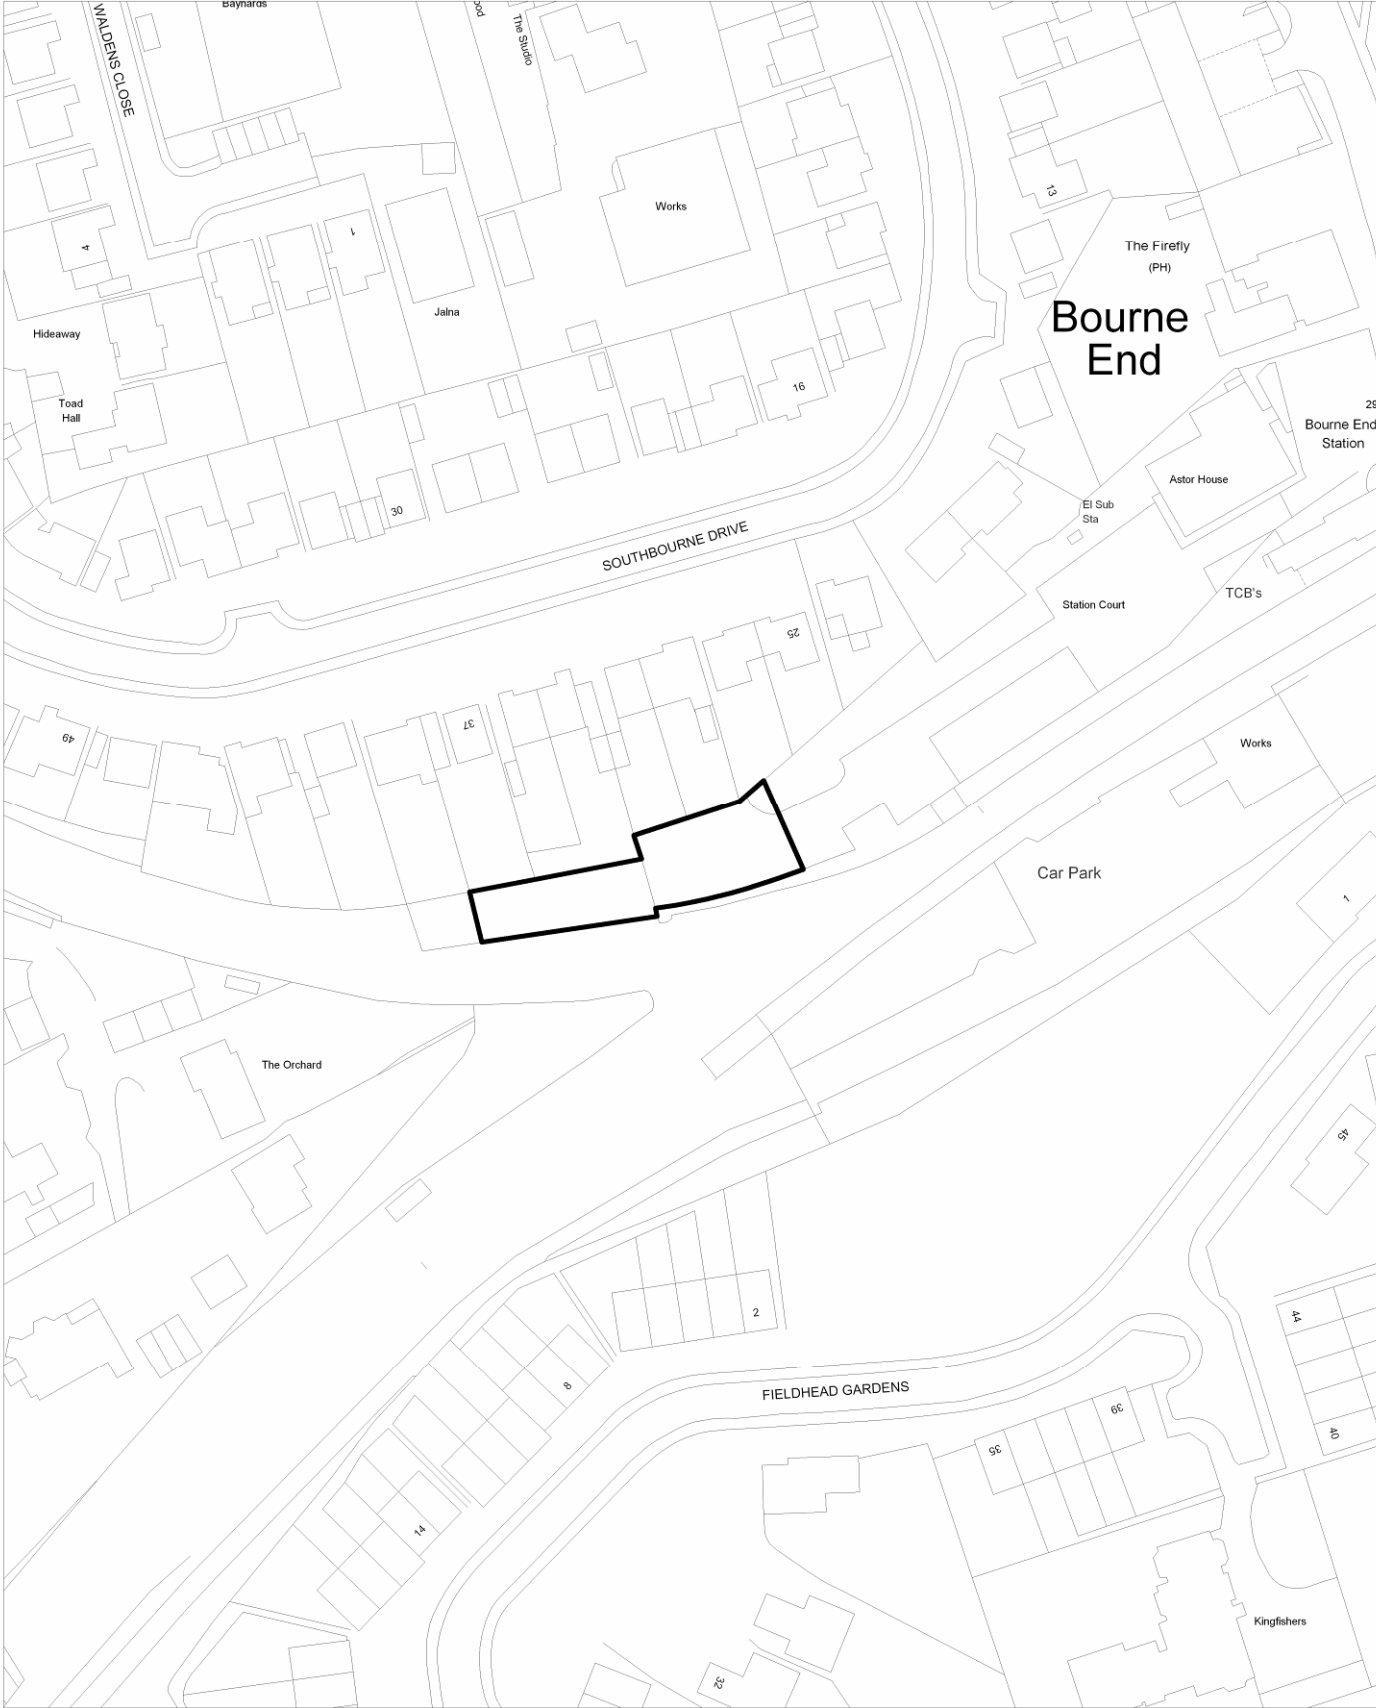 Baynards
ood
The Studio
WALDENS CLOSE
Works
13
4
1
The Firefly
(PH)
Jalna
Bourne
End
Hideaway
16
Toad
Hall
29
Bourne End
Station
Astor House
30
El Sub
Sta
SOUTHBOURNE DRIVE
TCB's
Station Court
25
37
49
Works
Car Park
1
The Orchard
45
2
44
8
FIELDHEAD GARDENS
39
35
40
14
Kingfishers
32